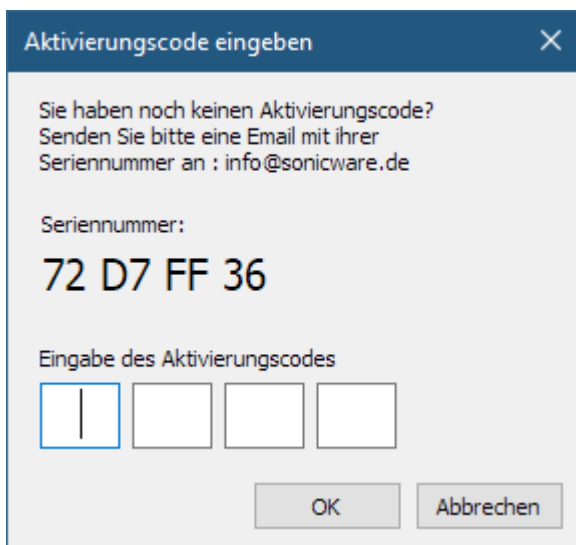 Aktivierungscode eingeben
Sie haben noch keinen Aktivierungscode?
Senden Sie bitte eine Email mit ihrer
Seriennummer an : info@sonicware.de
Seriennummer:
72 D7 FF 36
Eingabe des Aktivierungscodes
OK Abbrechen